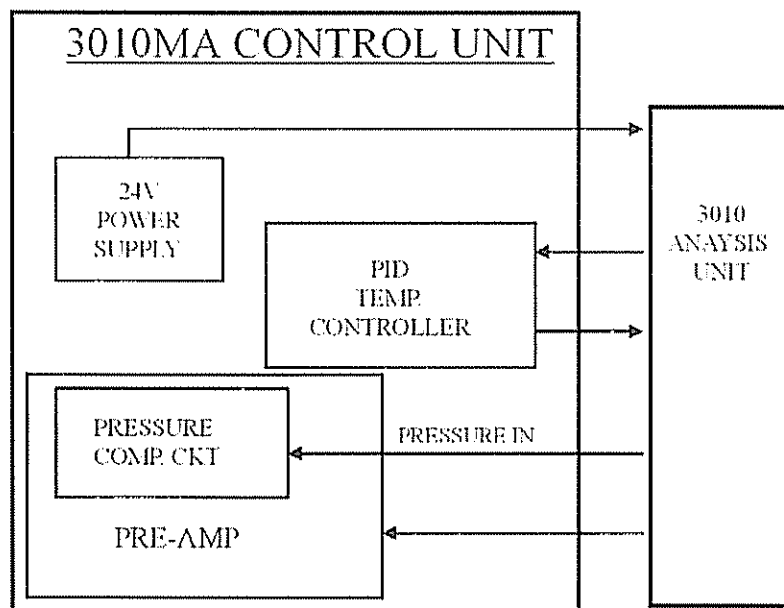 3010MA CONTROL UNIT
24V
POWER
SUPPLY
3010
ANAYSIS
UNIT
PID
TEMP.
CONTROLLER
PRESSURE
COMP. CKT
PRESSURE IN
PRE-AMP